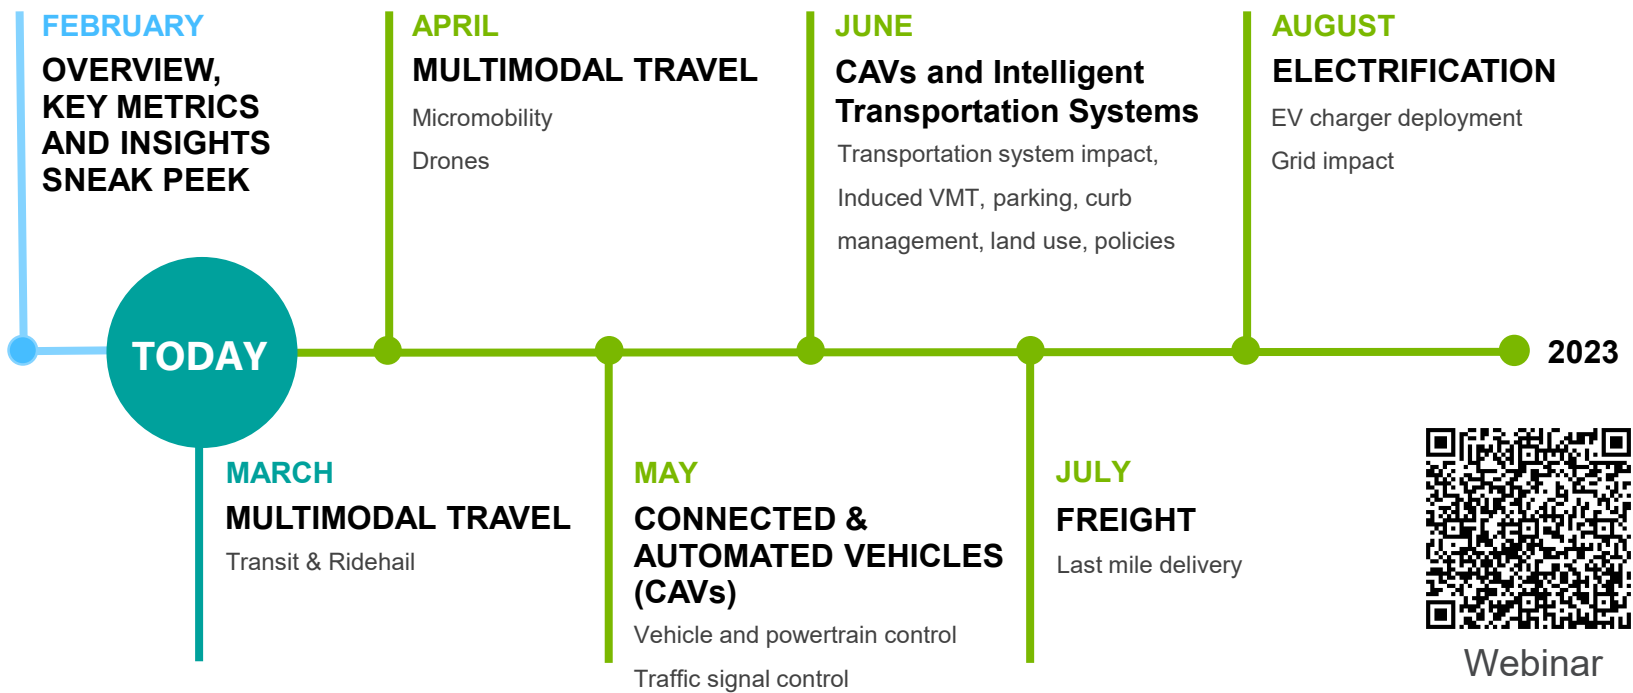 FEBRUARY
OVERVIEW,
KEY METRICS
AND INSIGHTS
SNEAK PEEK
APRIL
MULTIMODAL TRAVEL
Micromobility
Drones
JUNE
CAVs and Intelligent
Transportation Systems
Transportation system impact,
Induced VMT, parking, curb
management, land use, policies
AUGUST
ELECTRIFICATION
EV charger deployment
Grid impact
TODAY
2023
MARCH
MULTIMODAL TRAVEL
Transit & Ridehail
MAY
CONNECTED &
AUTOMATED VEHICLES
(CAVs)
Vehicle and powertrain control
Traffic signal control
JULY
FREIGHT
Last mile delivery
Webinar